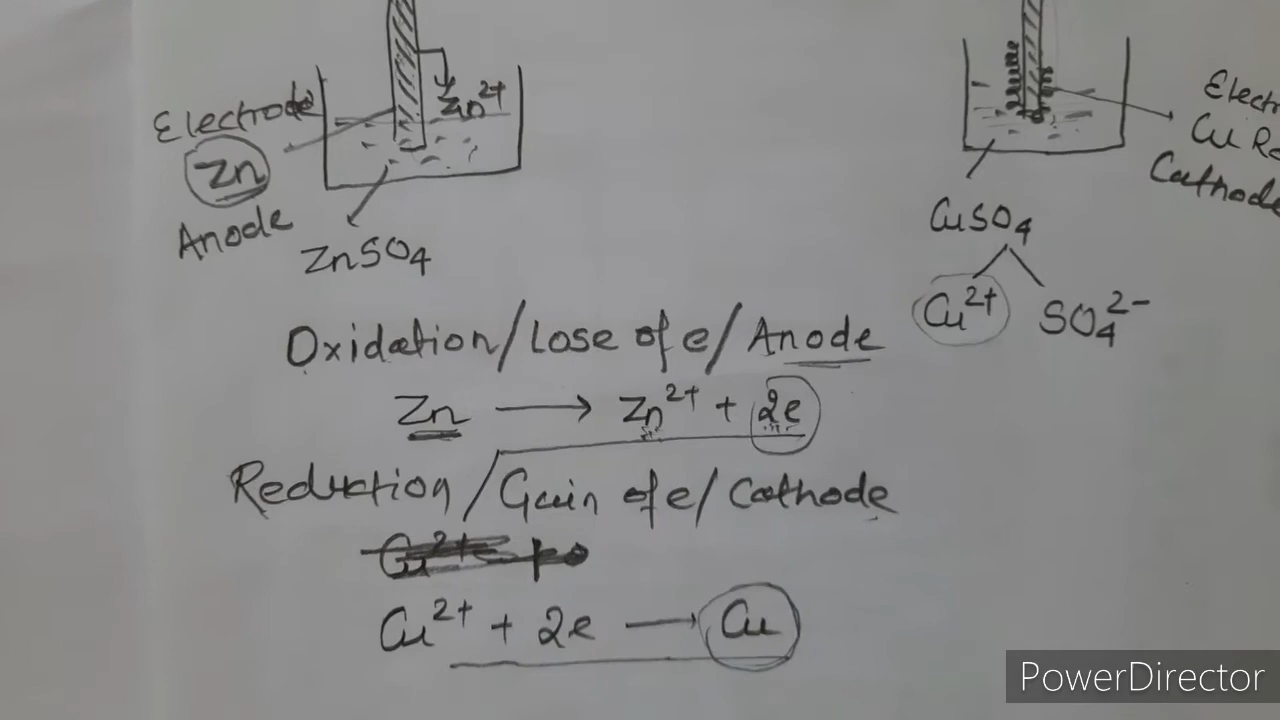 Zn²⁺
Electrode
Zn
Anode
ZnSO₄
Cu
Cathode
CuSO₄
Cu²⁺ SO₄²⁻
Oxidation/Lose of e/Anode
Zn → Zn²⁺ + 2e
Reduction/Gain of e/Cathode
Cu²⁺ + 2e → Cu
PowerDirector